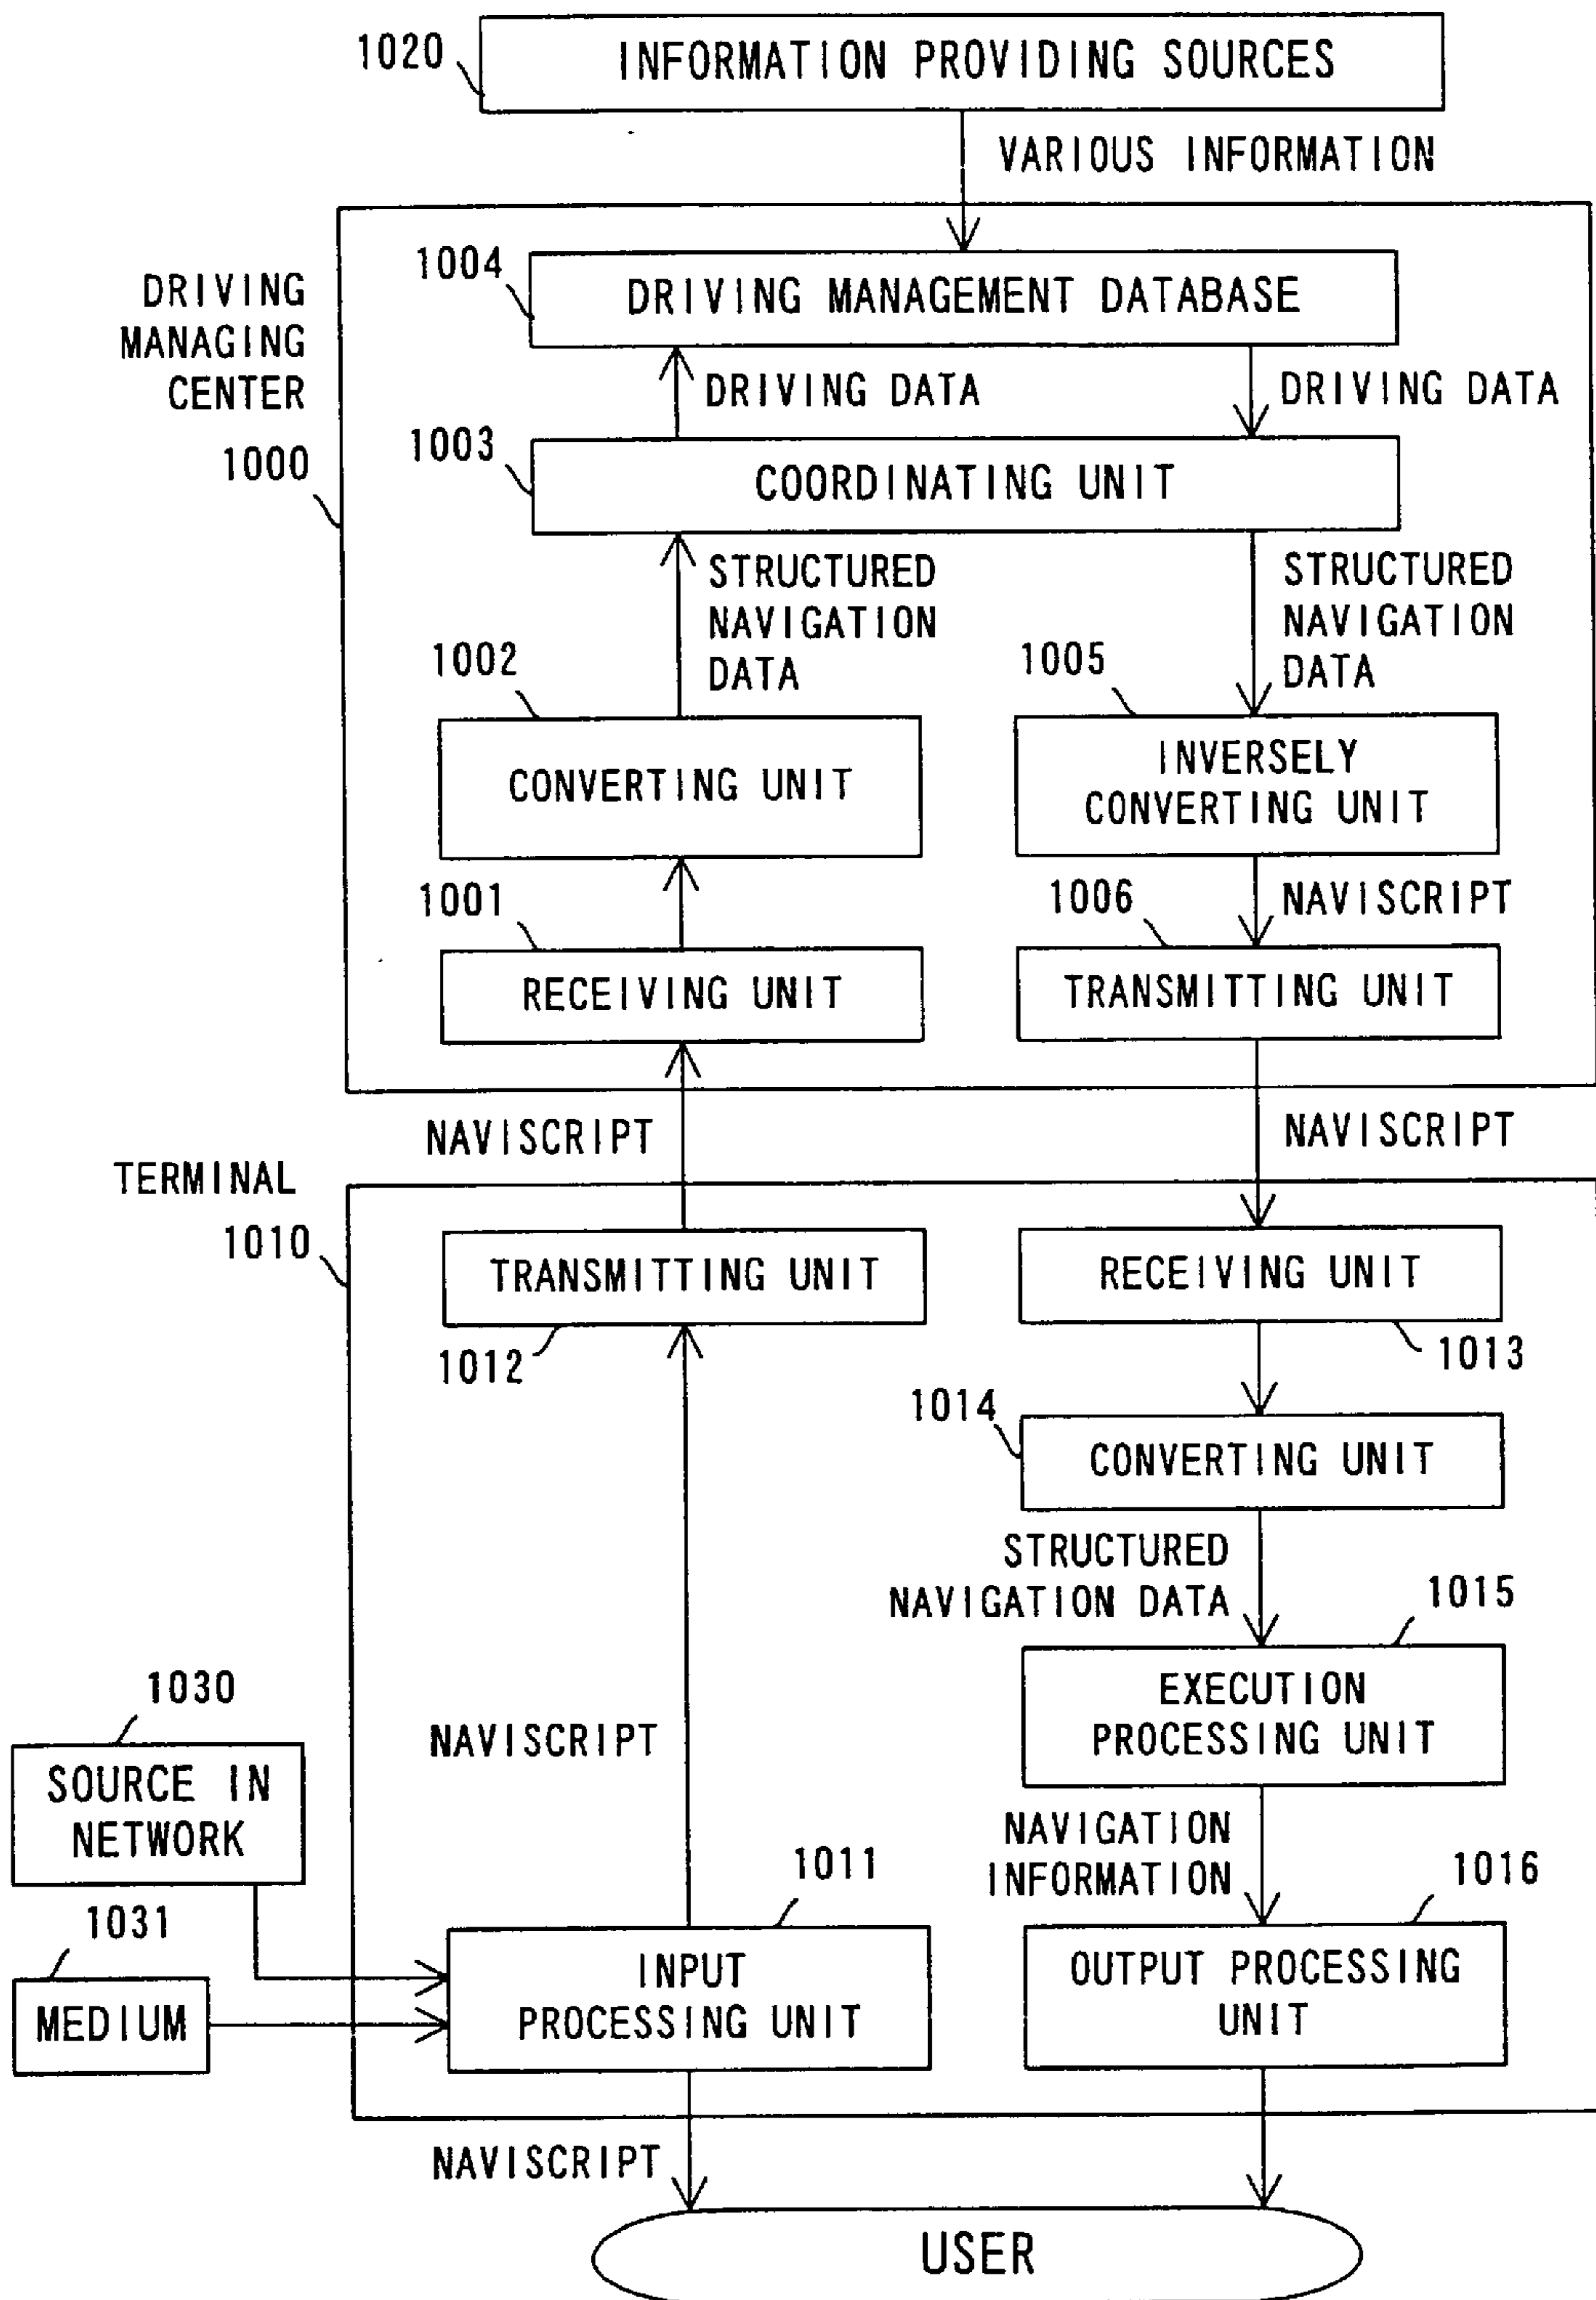 1020
INFORMATION PROVIDING SOURCES
VARIOUS INFORMATION
DRIVING
MANAGING
CENTER
1000
1004
DRIVING MANAGEMENT DATABASE
DRIVING DATA
DRIVING DATA
1003
COORDINATING UNIT
STRUCTURED
NAVIGATION
DATA
STRUCTURED
NAVIGATION
DATA
1002
CONVERTING UNIT
1005
INVERSELY
CONVERTING UNIT
1001
RECEIVING UNIT
1006
NAVISCRIPT
TRANSMITTING UNIT
NAVISCRIPT
NAVISCRIPT
TERMINAL
1010
TRANSMITTING UNIT
1012
RECEIVING UNIT
1013
1014
CONVERTING UNIT
STRUCTURED
NAVIGATION DATA
1015
EXECUTION
PROCESSING UNIT
1030
SOURCE IN
NETWORK
NAVISCRIPT
NAVIGATION
INFORMATION
1031
MEDIUM
1011
INPUT
PROCESSING UNIT
1016
OUTPUT PROCESSING
UNIT
NAVISCRIPT
USER